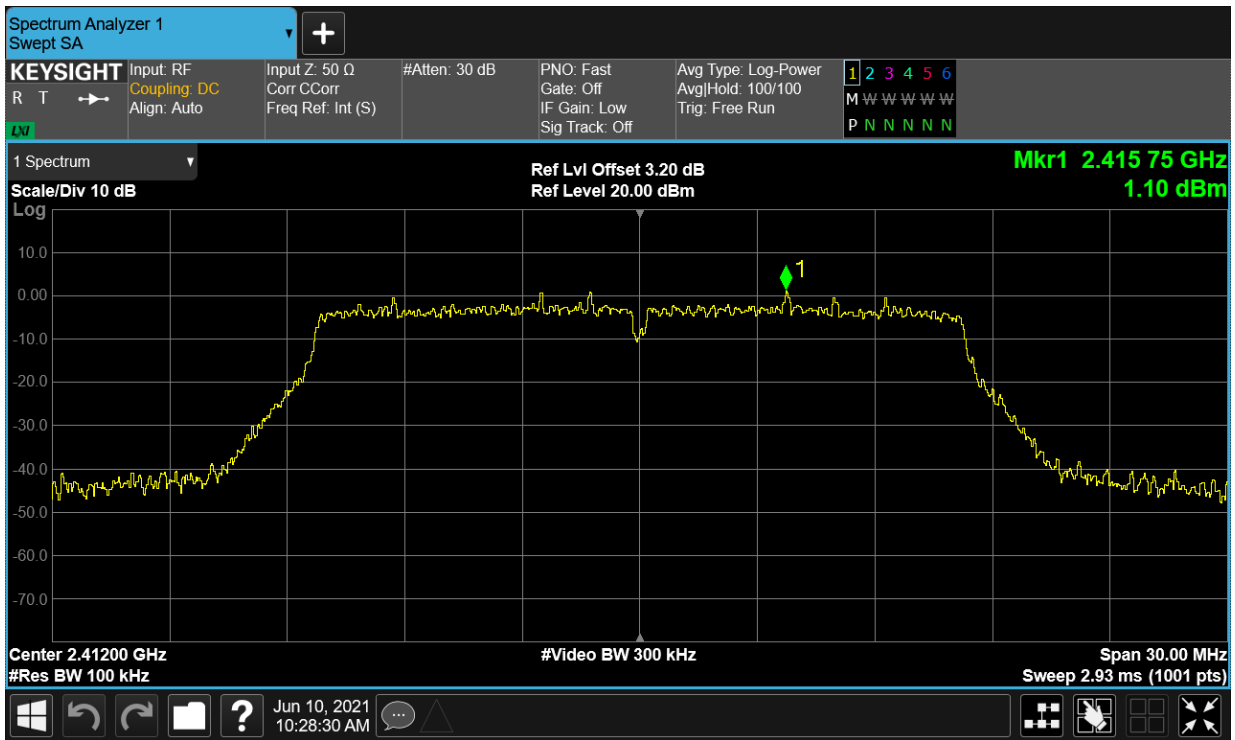 Spectrum Analyzer 1
Swept SA
+
KEYSIGHT
R T
LXI
Input: RF
Coupling: DC
Align: Auto
Input Z: 50 Ω
Corr CCorr
Freq Ref: Int (S)
#Atten: 30 dB
PNO: Fast
Gate: Off
IF Gain: Low
Sig Track: Off
Avg Type: Log-Power
Avg|Hold: 100/100
Trig: Free Run
1 2 3 4 5 6
M W W W W W
P N N N N N
1 Spectrum
Scale/Div 10 dB
Log
Ref Lvl Offset 3.20 dB
Ref Level 20.00 dBm
Mkr1 2.415 75 GHz
1.10 dBm
10.0
0.00
-10.0
-20.0
-30.0
-40.0
-50.0
-60.0
-70.0
1
Center 2.41200 GHz
#Res BW 100 kHz
#Video BW 300 kHz
Span 30.00 MHz
Sweep 2.93 ms (1001 pts)
?
Jun 10, 2021
10:28:30 AM